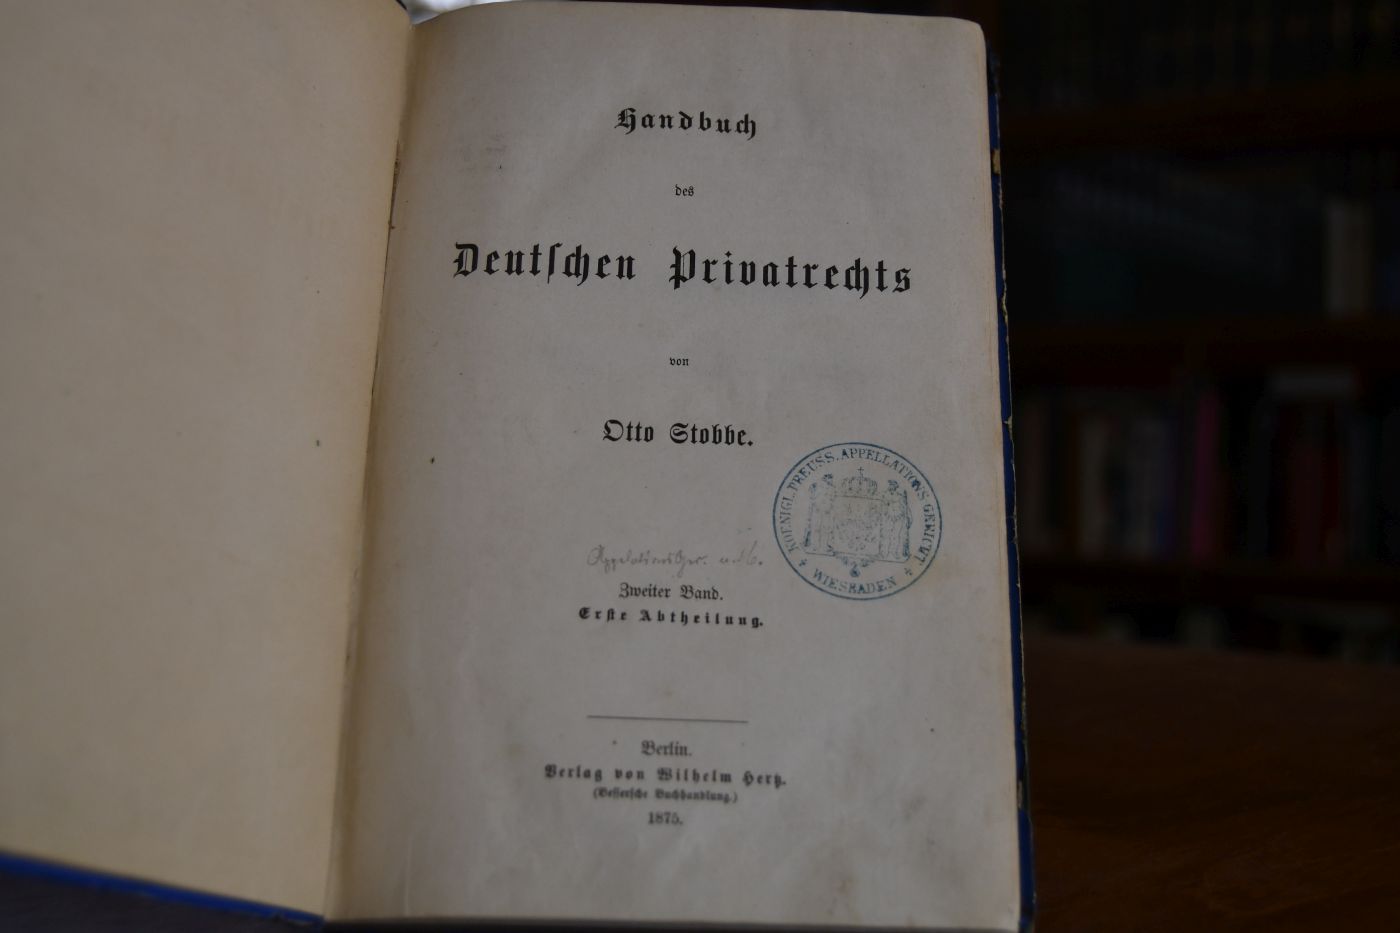 Handbuch
des
Deutſchen Privatrechts
von
Otto Stobbe.
KOENIGL. PREUSS. APPELLATIONS-GERICHT
WIESBADEN
Zweiter Band.
Erſte Abtheilung.
Berlin.
Verlag von Wilhelm Hertz.
(Beſſerſche Buchhandlung.)
1875.